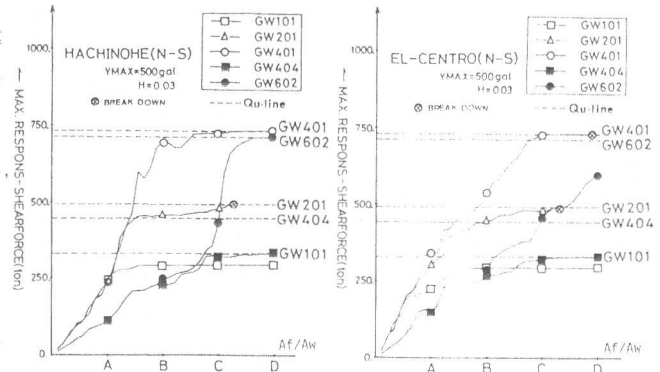 1000.
750.
500.
250.
0.
MAX. RESPONS-SHEARFORCE(ton)
HACHINOHE(N-S)
YMAX=500gal
H=0.03
⊗ BREAK DOWN
GW101
GW201
GW401
GW404
GW602
Qu-line
GW401
GW602
GW201
GW404
GW101
Af/Aw
A B C D
1000.
750.
500.
250.
0.
MAX. RESPONS-SHEARFORCE(ton)
EL-CENTRO(N-S)
YMAX=500gal
H=0.03
⊗ BREAK DOWN
GW101
GW201
GW401
GW404
GW602
Qu-line
GW401
GW602
GW201
GW404
GW101
Af/Aw
A B C D